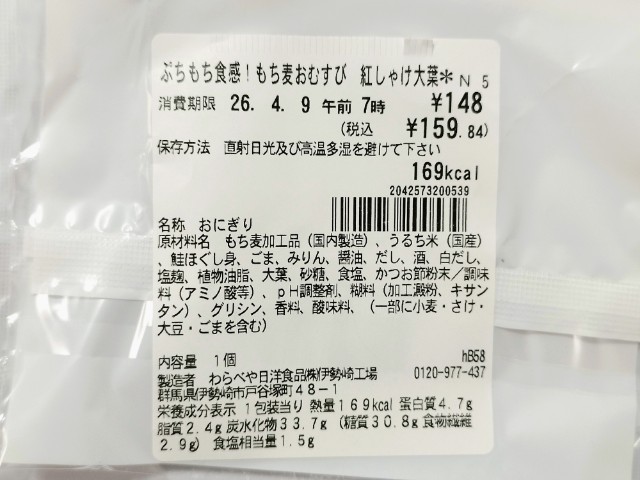 ぷちもち食感！もち麦おむすび 紅しゃけ大葉＊ N 5
消費期限 26. 4. 9 午前 7時 ¥148
(税込 ¥159.84)
保存方法 直射日光及び高温多湿を避けて下さい
169kcal
2042573200539
名称 おにぎり
原材料名 もち麦加工品（国内製造）、うるち米（国産）
、鮭ほぐし身、ごま、みりん、醤油、だし、酒、白だし、
塩麹、植物油脂、大葉、砂糖、食塩、かつお節粉末／調味
料（アミノ酸等）、pH調整剤、糊料（加工澱粉、キサン
タン）、グリシン、香料、酸味料、（一部に小麦・さけ・
大豆・ごまを含む）
内容量 1個 hB58
製造者 わらべや日洋食品㈱伊勢崎工場 0120-977-437
群馬県伊勢崎市戸谷塚町48-1
栄養成分表示 1包装当り 熱量169kcal 蛋白質4.7g
脂質2.4g 炭水化物33.7g （糖質30.8g 食物繊維
2.9g） 食塩相当量1.5g